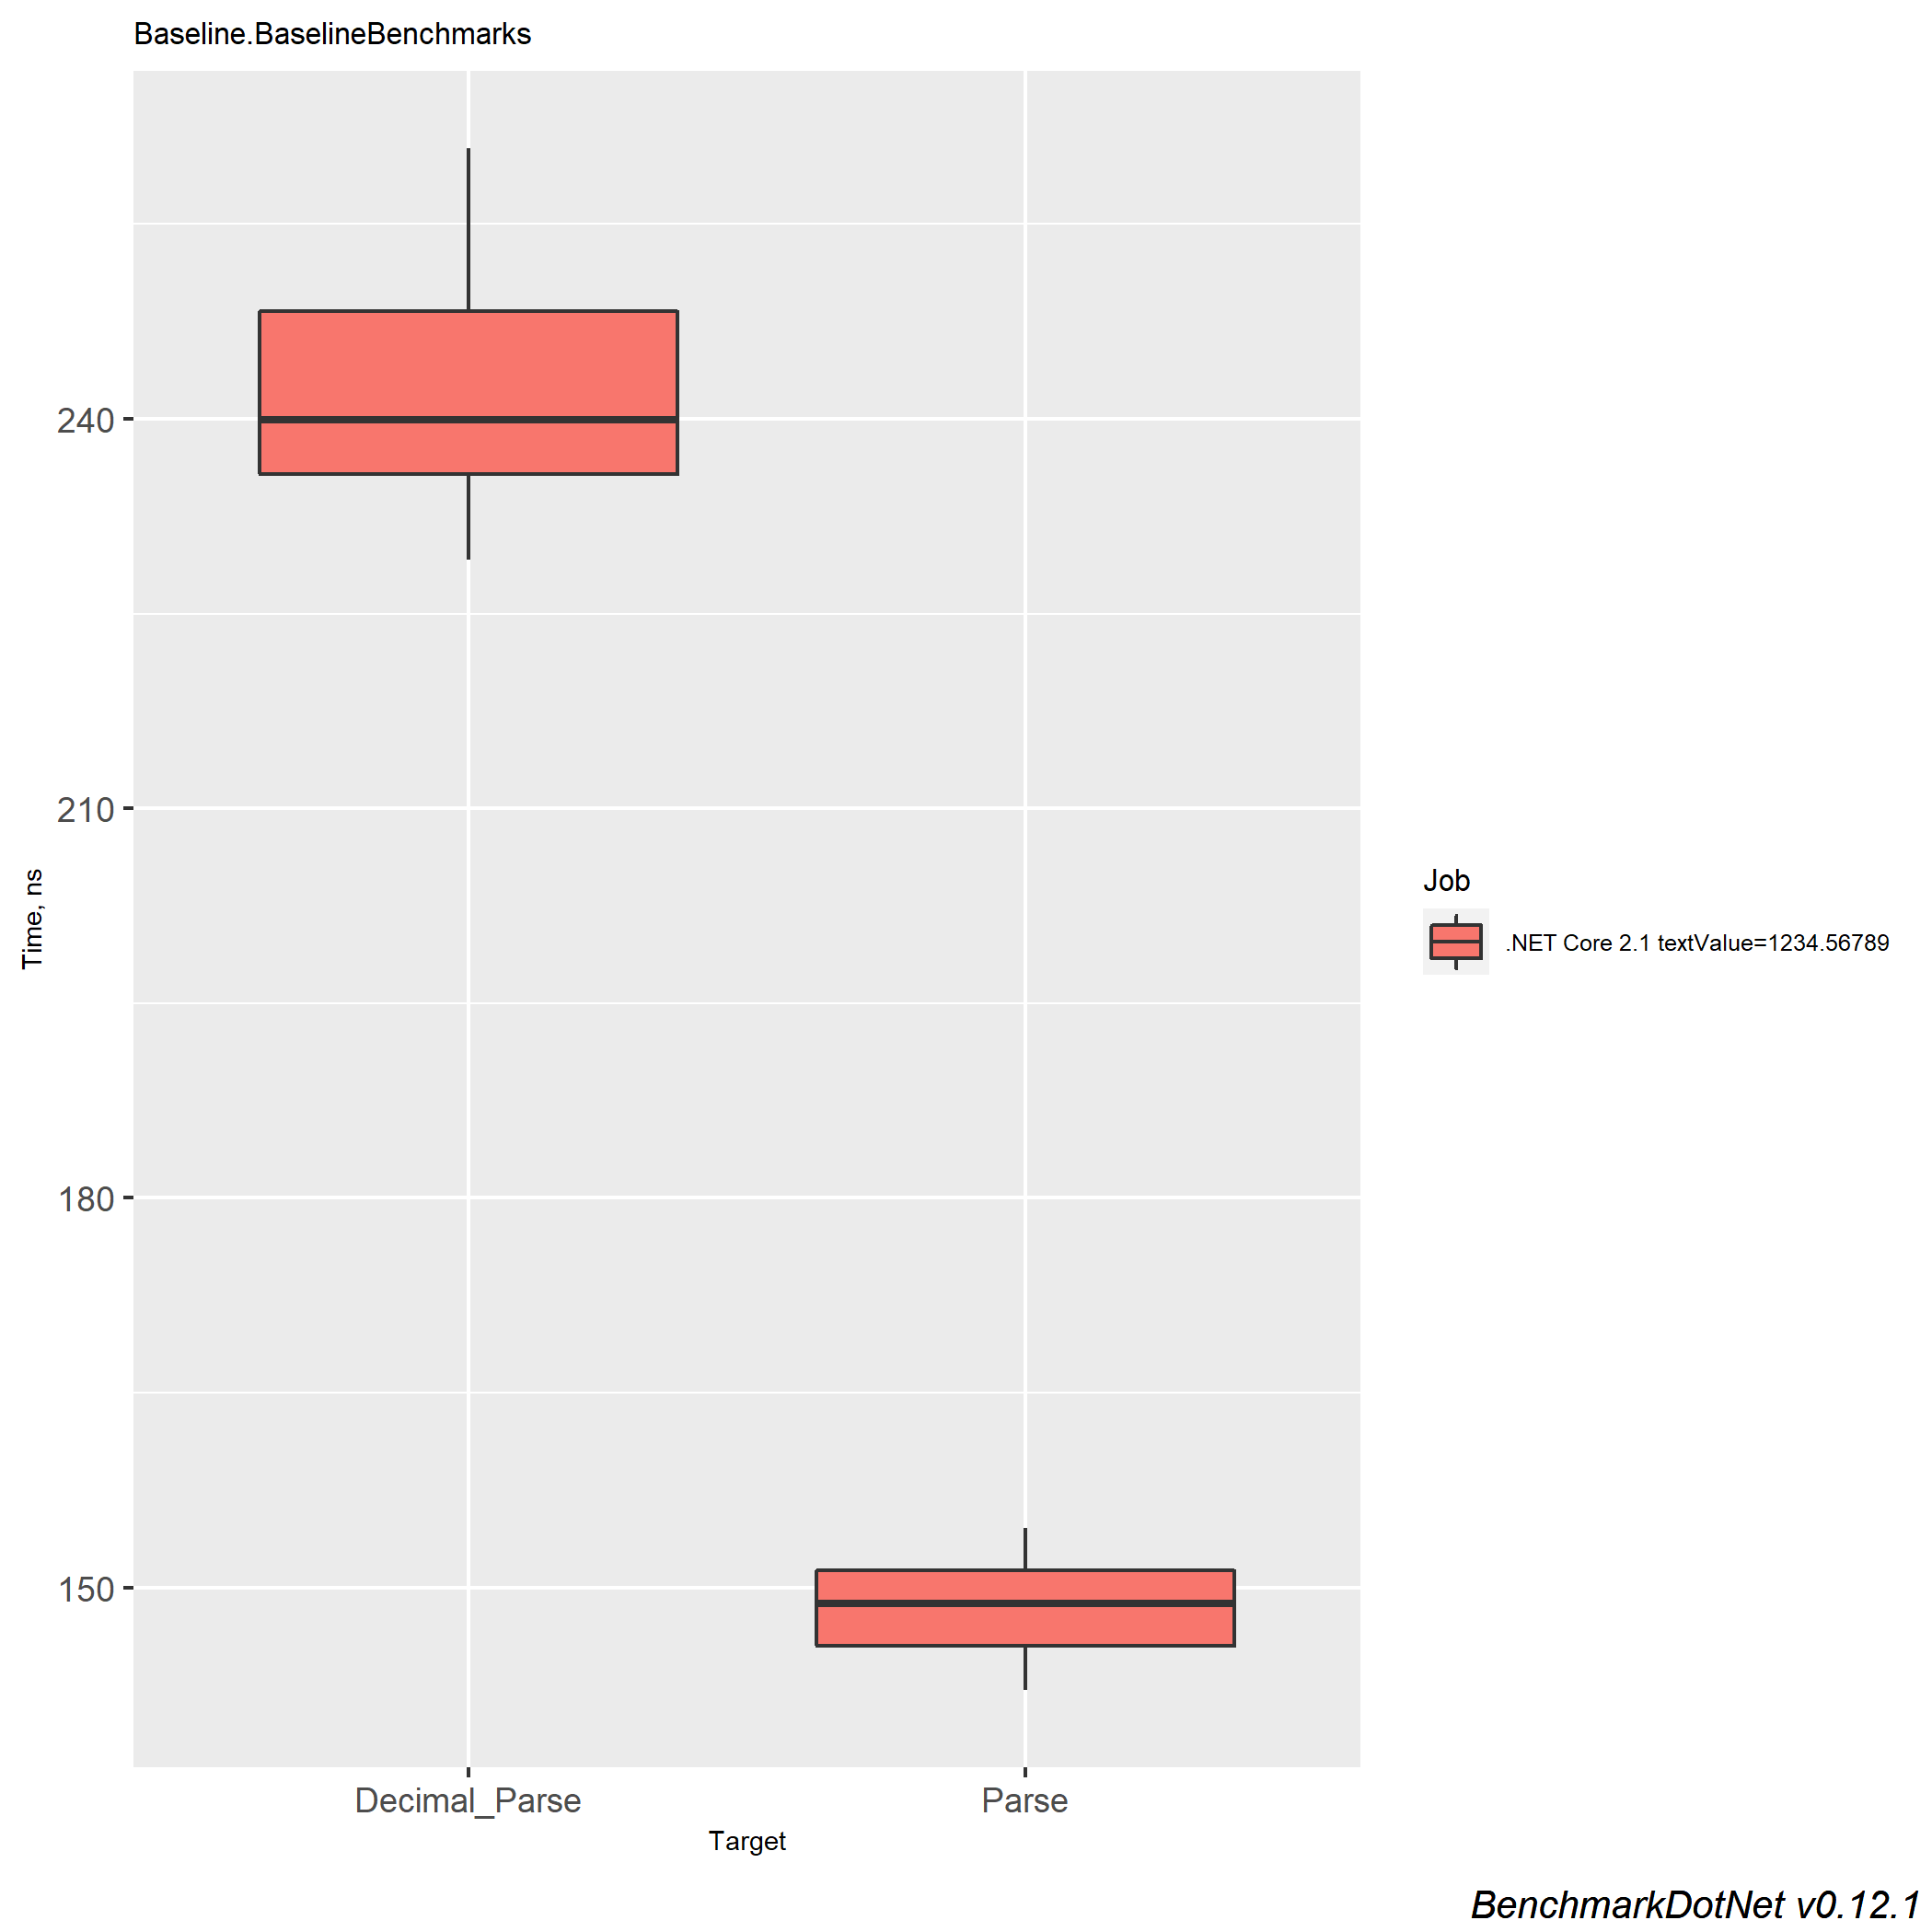 Baseline.BaselineBenchmarks
240
210
180
150
Time, ns
Decimal_Parse
Parse
Target
Job
.NET Core 2.1 textValue=1234.56789
BenchmarkDotNet v0.12.1